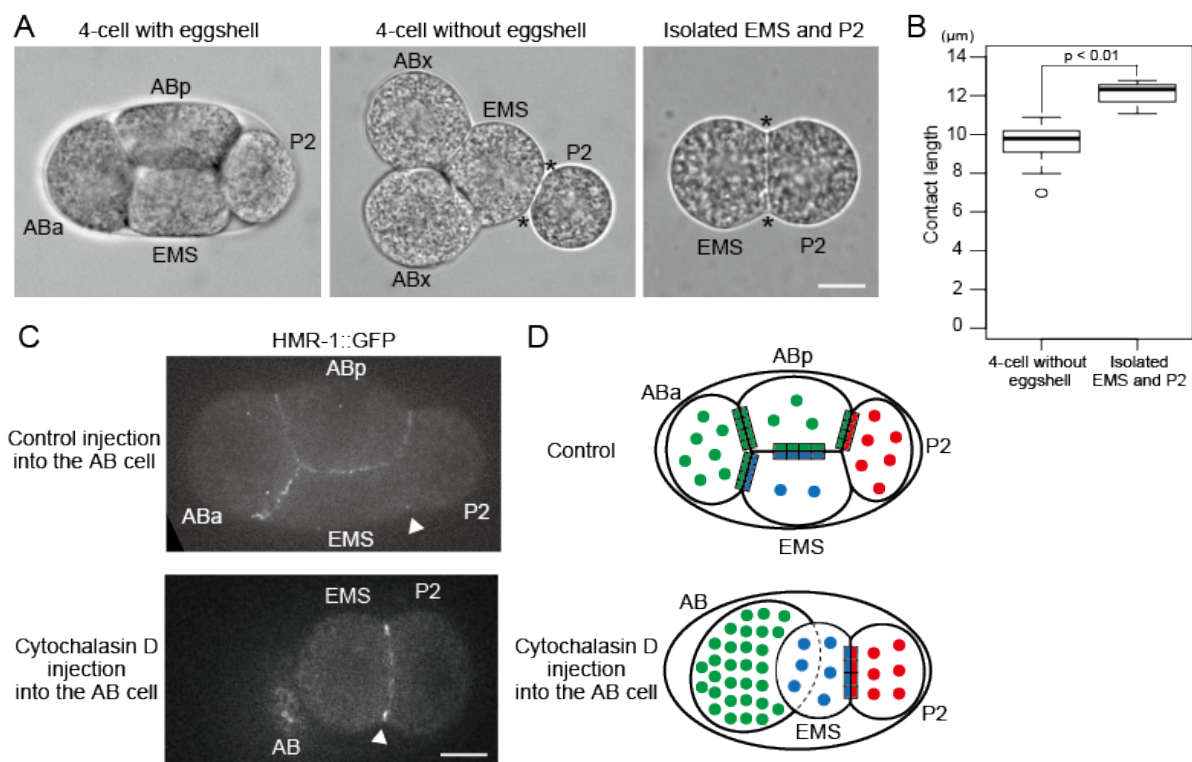 A
4-cell with eggshell
ABp
P2
ABa
EMS
4-cell without eggshell
ABx
EMS
P2
*
*
ABx
Isolated EMS and P2
*
*
EMS
P2
B
(μm)
p < 0.01
Contact length
14
12
10
8
6
4
2
0
4-cell without
eggshell
Isolated
EMS and P2
C
HMR-1::GFP
Control injection
into the AB cell
ABp
ABa
EMS
P2
Cytochalasin D
injection
into the AB cell
EMS
P2
AB
D
Control
ABp
ABa
P2
EMS
Cytochalasin D
injection
into the AB cell
AB
EMS
P2